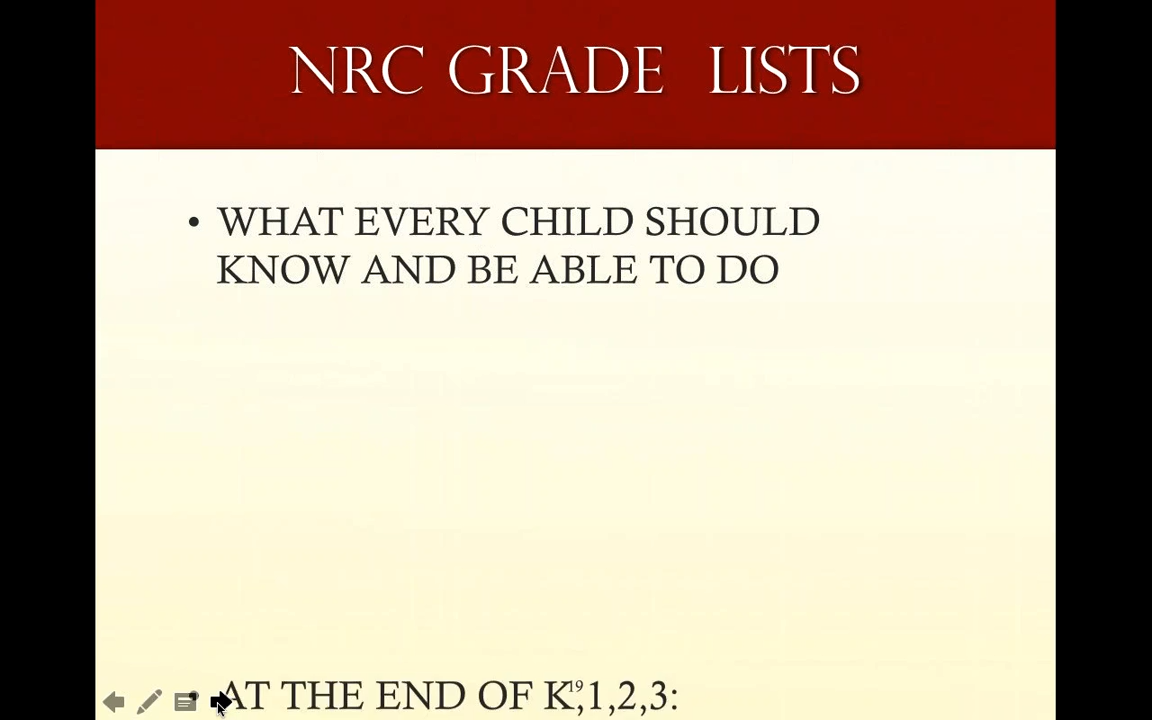 NRC GRADE LISTS
• WHAT EVERY CHILD SHOULD
KNOW AND BE ABLE TO DO
AT THE END OF K,1,2,3:
19